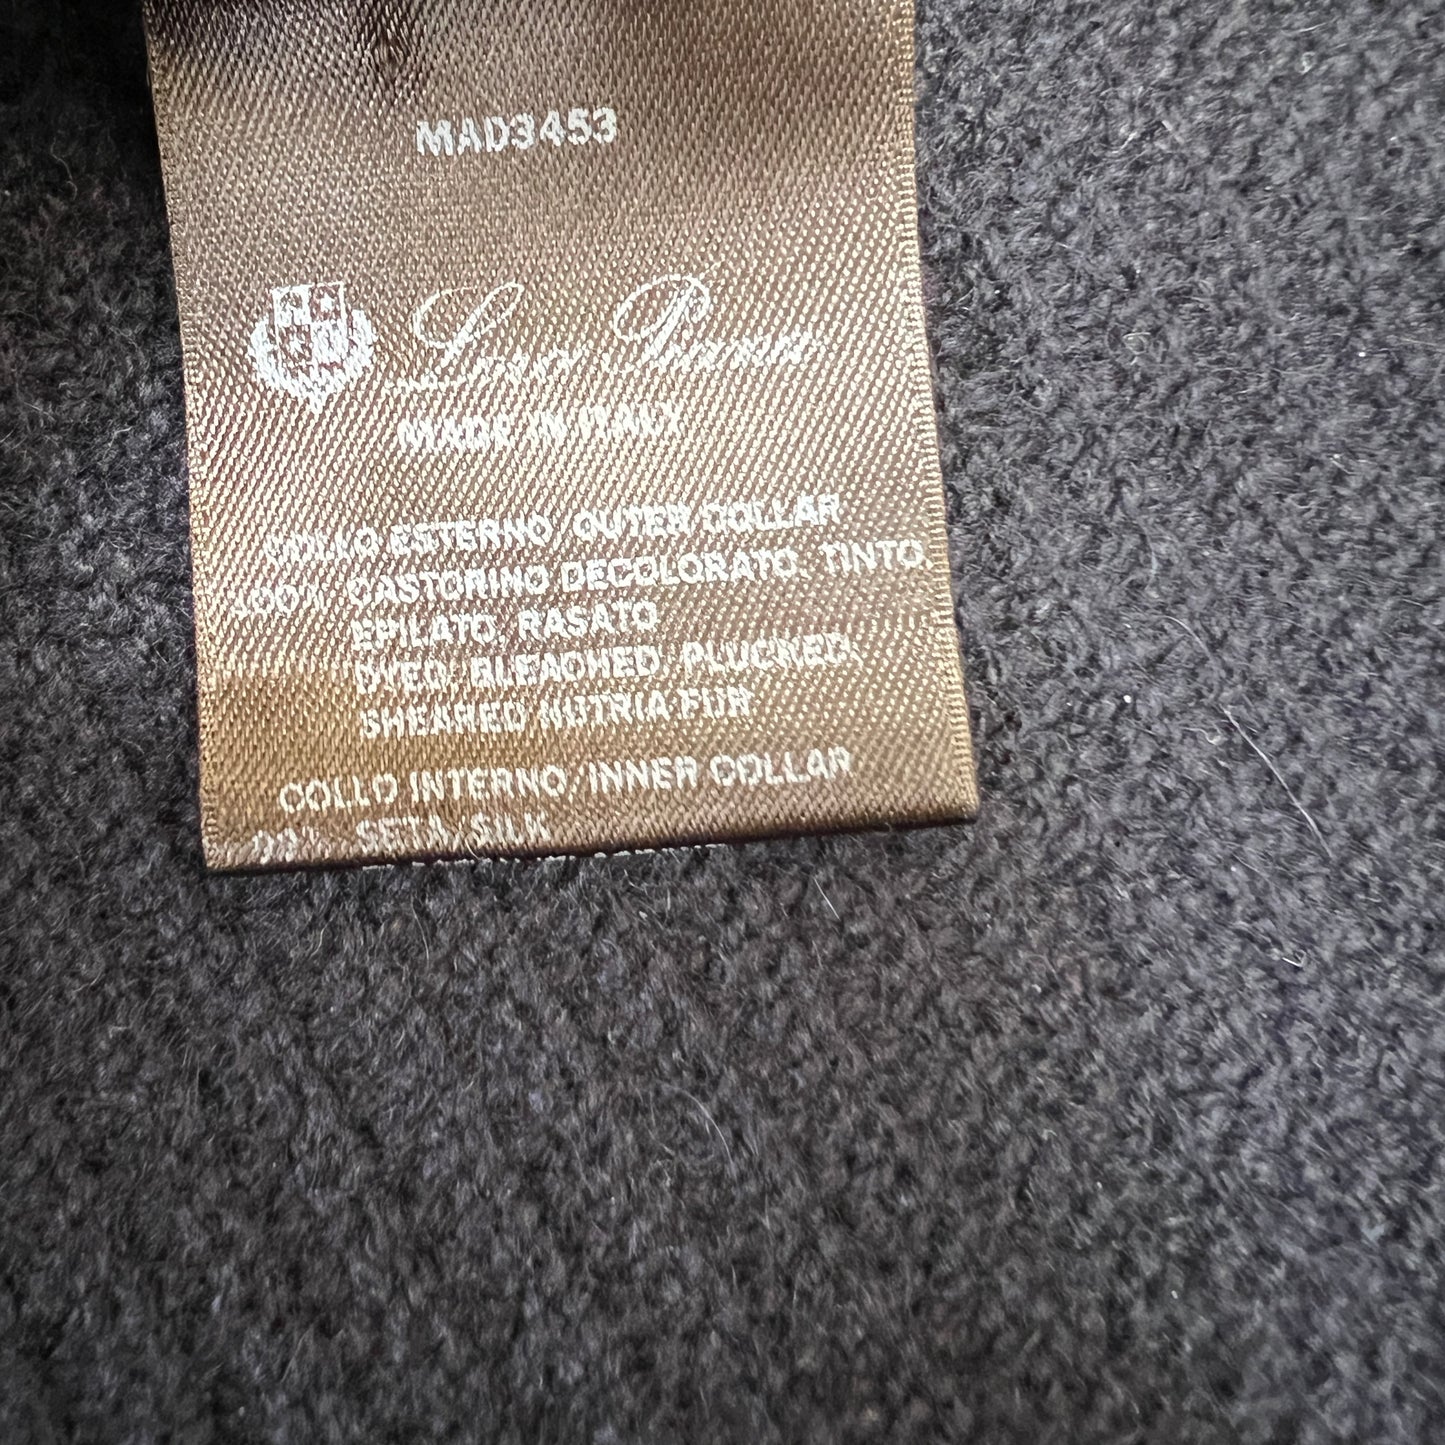 MAD3453
Loro Piana
MADE IN ITALY
COLLO ESTERNO/OUTER COLLAR
100% CASTORINO DECOLORATO, TINTO,
EPILATO, RASATO
DYED, BLEACHED, PLUCKED,
SHEARED NUTRIA FUR
COLLO INTERNO/INNER COLLAR
SETA/SILK